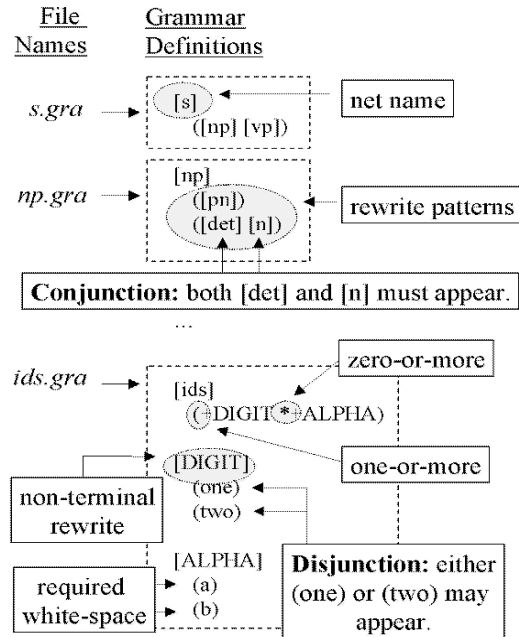 File Names
Grammar Definitions
s.gra
[s]
([np] [vp])
net name
np.gra
[np]
([pn])
([det] [n])
rewrite patterns
Conjunction: both [det] and [n] must appear.
...
ids.gra
zero-or-more
[ids]
(+DIGIT *+ALPHA)
one-or-more
[DIGIT]
(one)
(two)
non-terminal
rewrite
[ALPHA]
(a)
(b)
required
white-space
Disjunction: either
(one) or (two) may
appear.